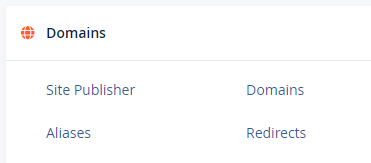 Domains
Site Publisher
Domains
Aliases
Redirects